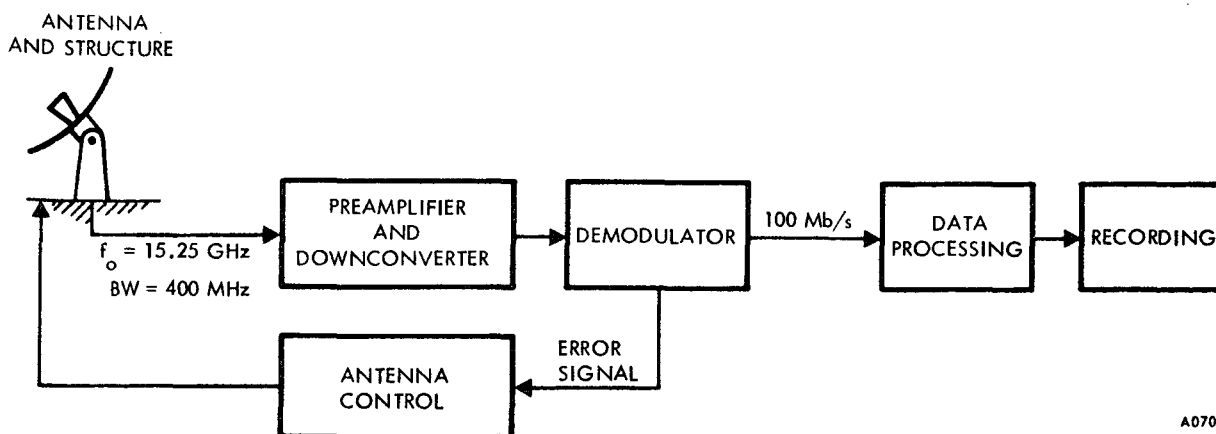 ANTENNA
AND STRUCTURE
f_o = 15.25 GHz
BW = 400 MHz
PREAMPLIFIER
AND
DOWNCONVERTER
DEMODULATOR
100 Mb/s
DATA
PROCESSING
RECORDING
ERROR
SIGNAL
ANTENNA
CONTROL
A070